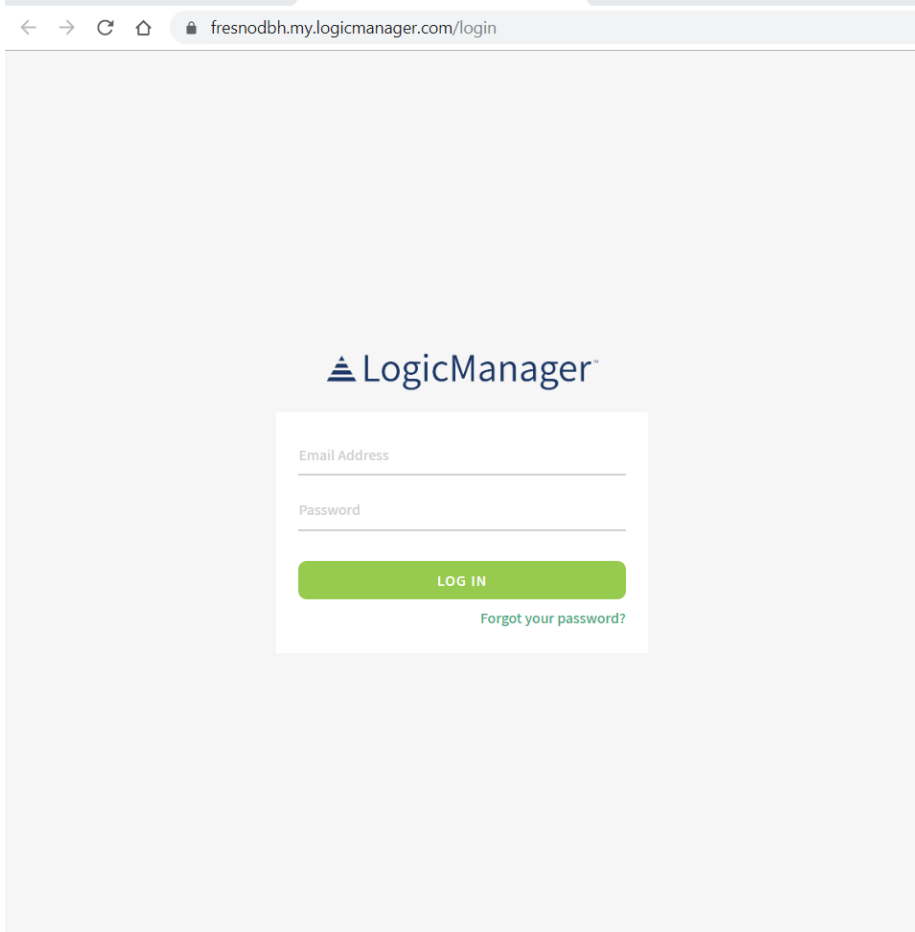 fresnodbh.my.logicmanager.com/login
LogicManager™
Email Address
Password
LOG IN
Forgot your password?